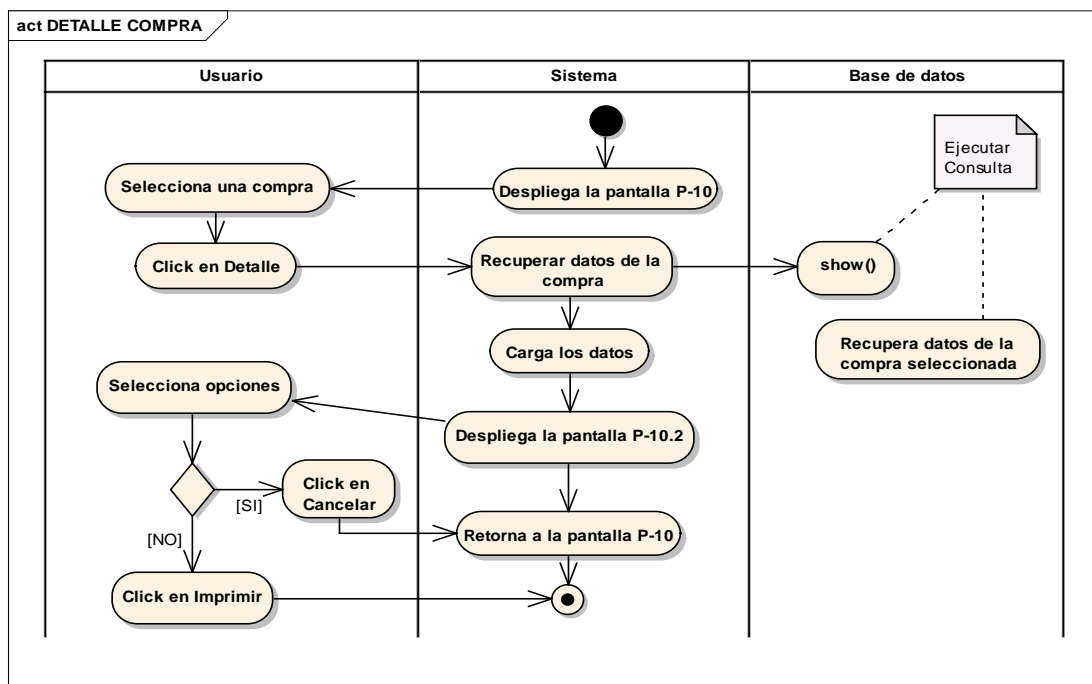 act DETALLE COMPRA
Usuario
Sistema
Base de datos
Ejecutar
Consulta
Selecciona una compra
Despliega la pantalla P-10
Click en Detalle
Recuperar datos de la
compra
show()
Carga los datos
Recupera datos de la
compra seleccionada
Selecciona opciones
Despliega la pantalla P-10.2
Click en
Cancelar
[SI]
[NO]
Retorna a la pantalla P-10
Click en Imprimir